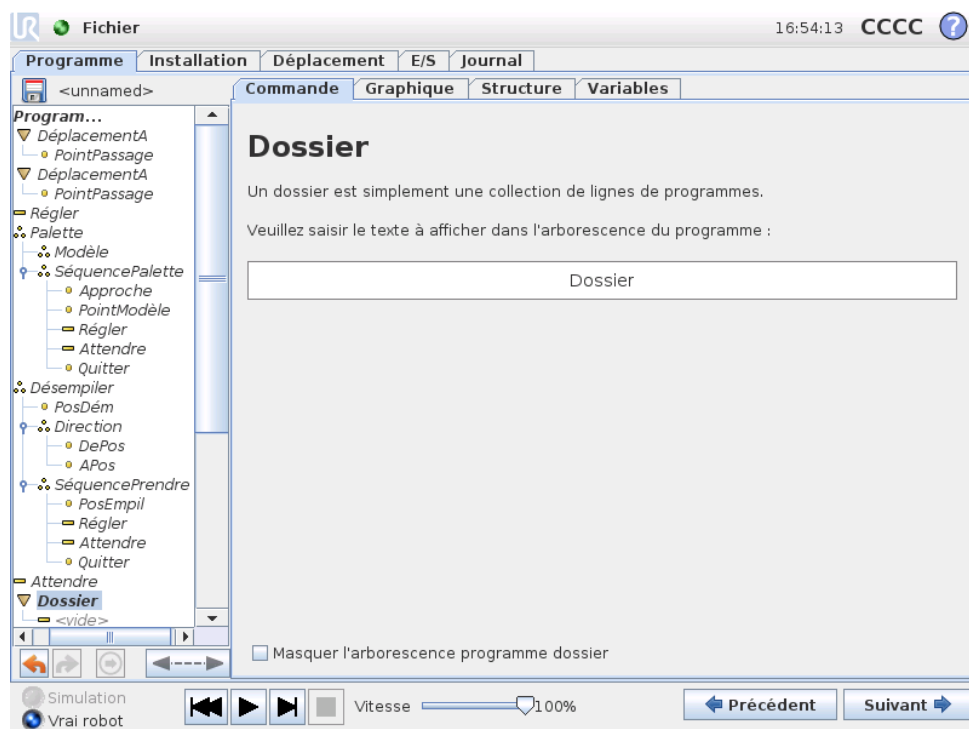 UR Fichier 16:54:13 CCCC ?
Programme Installation Déplacement E/S Journal
<unnamed>
Commande Graphique Structure Variables
Program...
DéplacementA
PointPassage
DéplacementA
PointPassage
Régler
Palette
Modèle
SéquencePalette
Approche
PointModèle
Régler
Attendre
Quitter
Désempiler
PosDém
Direction
DePos
APos
SéquencePrendre
PosEmpil
Régler
Attendre
Quitter
Attendre
Dossier
<vide>
Dossier
Un dossier est simplement une collection de lignes de programmes.
Veuillez saisir le texte à afficher dans l'arborescence du programme :
Dossier
Masquer l'arborescence programme dossier
Simulation
Vrai robot
Vitesse 100%
Précédent Suivant